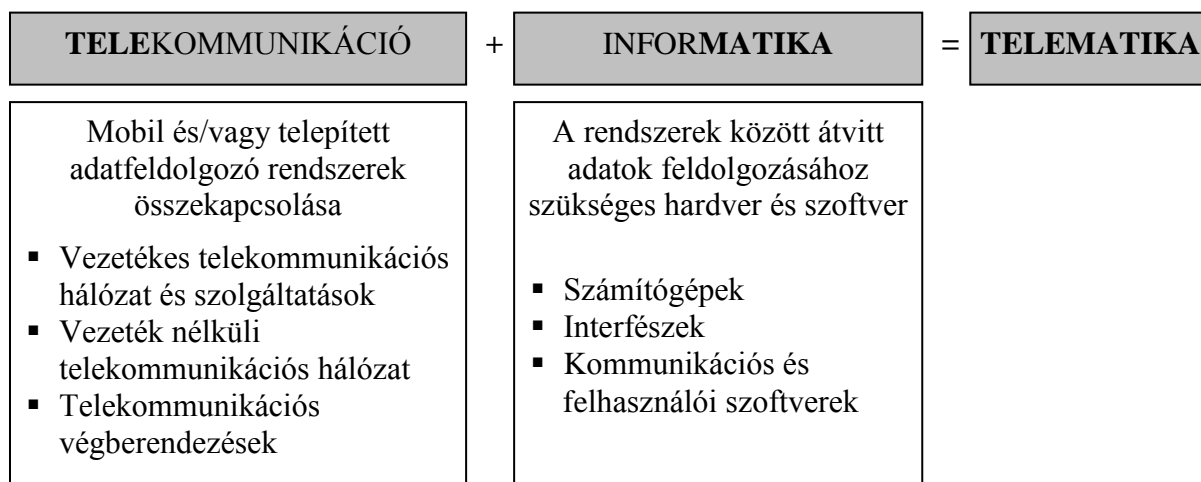 TELEKOMMUNIKÁCIÓ + INFORMATIKA = TELEMATIKA
Mobil és/vagy telepített
adatfeldolgozó rendszerek
összekapcsolása
▪ Vezetékes telekommunikációs
hálózat és szolgáltatások
▪ Vezeték nélküli
telekommunikációs hálózat
▪ Telekommunikációs
végberendezések
A rendszerek között átvitt
adatok feldolgozásához
szükséges hardver és szoftver
▪ Számítógépek
▪ Interfészek
▪ Kommunikációs és
felhasználói szoftverek